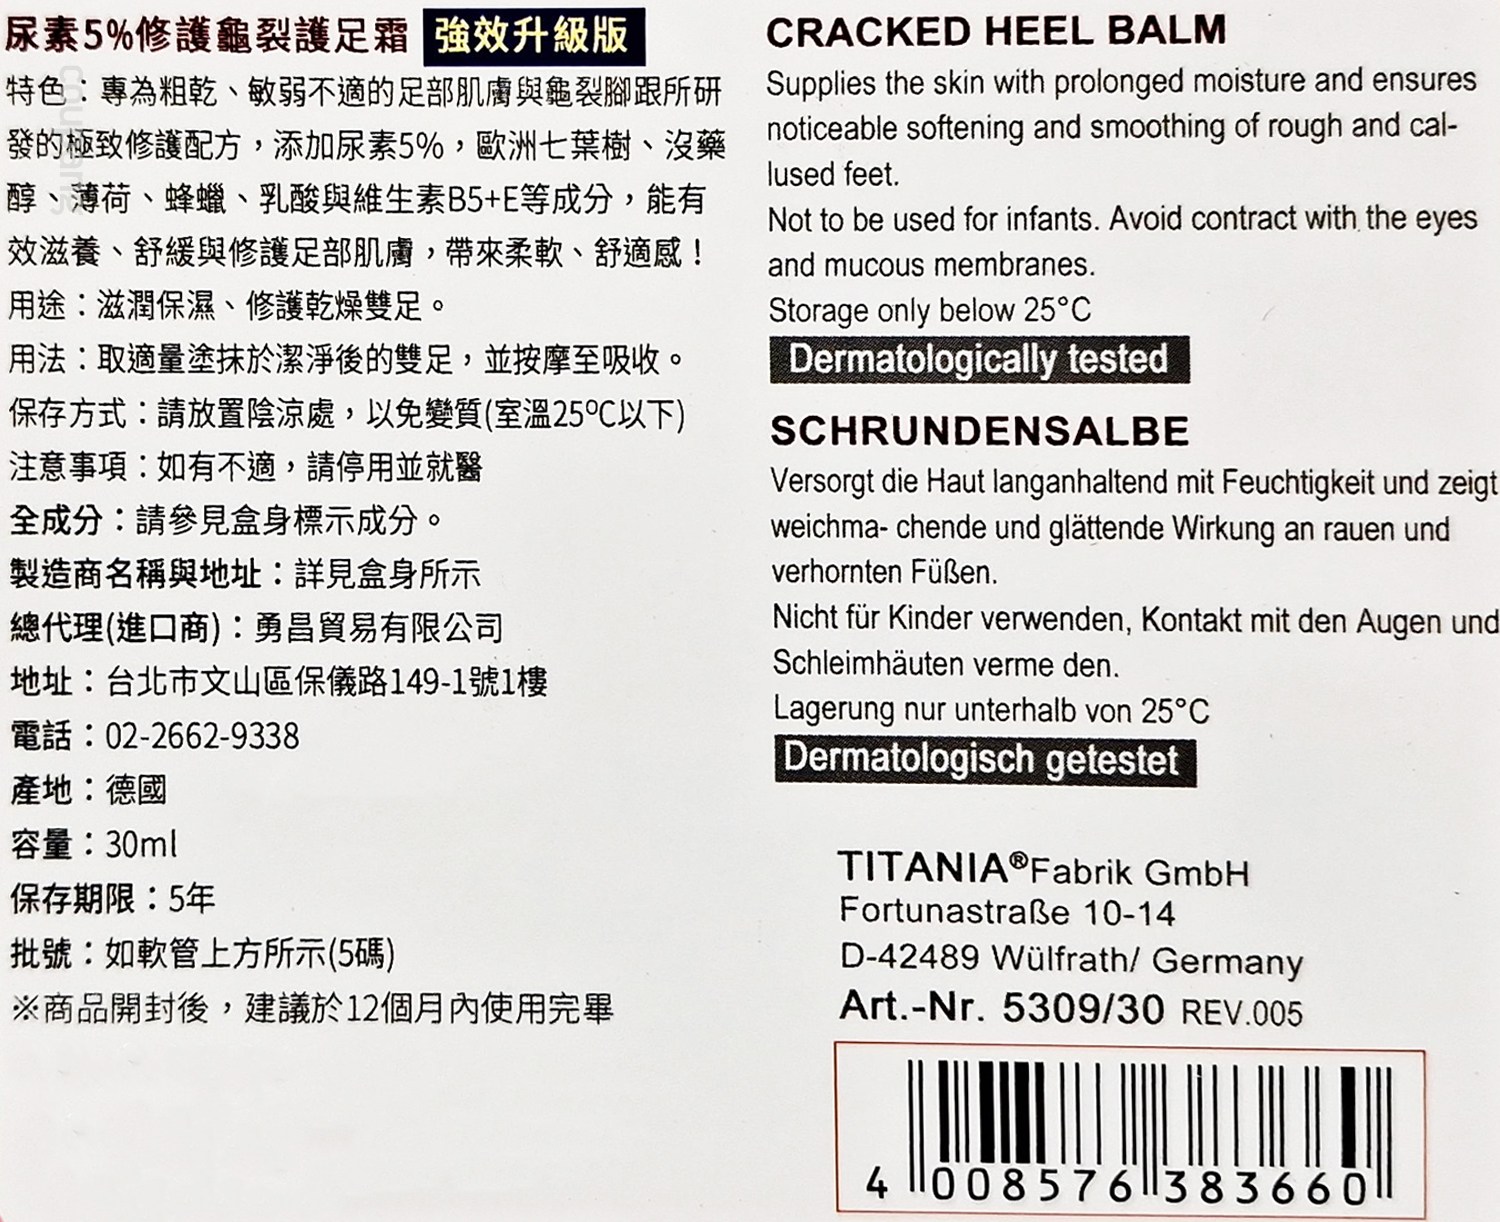 尿素5%修護龜裂護足霜 強效升級版
特色：專為粗乾、敏弱不適的足部肌膚與龜裂腳跟所研
發的極致修護配方，添加尿素5%，歐洲七葉樹、沒藥
醇、薄荷、蜂蠟、乳酸與維生素B5+E等成分，能有
效滋養、舒緩與修護足部肌膚，帶來柔軟、舒適感！
用途：滋潤保濕、修護乾燥雙足。
用法：取適量塗抹於潔淨後的雙足，並按摩至吸收。
保存方式：請放置陰涼處，以免變質(室溫25ºC以下)
注意事項：如有不適，請停用並就醫
全成分：請參見盒身標示成分。
製造商名稱與地址：詳見盒身所示
總代理(進口商)：勇昌貿易有限公司
地址：台北市文山區保儀路149-1號1樓
電話：02-2662-9338
產地：德國
容量：30ml
保存期限：5年
批號：如軟管上方所示(5碼)
※商品開封後，建議於12個月內使用完畢
coupang
CRACKED HEEL BALM
Supplies the skin with prolonged moisture and ensures
noticeable softening and smoothing of rough and cal-
lused feet.
Not to be used for infants. Avoid contract with the eyes
and mucous membranes.
Storage only below 25°C
Dermatologically tested
SCHRUNDENSALBE
Versorgt die Haut langanhaltend mit Feuchtigkeit und zeigt
weichma- chende und glättende Wirkung an rauen und
verhornten Füßen.
Nicht für Kinder verwenden, Kontakt mit den Augen und
Schleimhäuten verme den.
Lagerung nur unterhalb von 25°C
Dermatologisch getestet
TITANIA®Fabrik GmbH
Fortunastraße 10-14
D-42489 Wülfrath/ Germany
Art.-Nr. 5309/30 REV.005
4 008576 383660